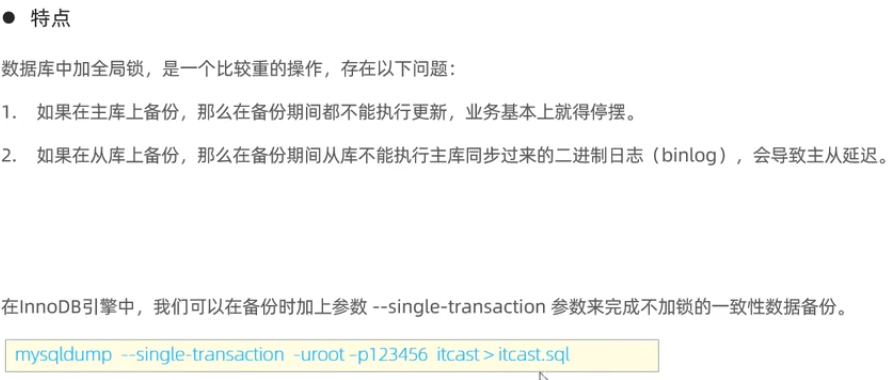 ● 特点
数据库中加全局锁，是一个比较重的操作，存在以下问题：
1. 如果在主库上备份，那么在备份期间都不能执行更新，业务基本上就得停摆。
2. 如果在从库上备份，那么在备份期间从库不能执行主库同步过来的二进制日志（binlog），会导致主从延迟。
在InnoDB引擎中，我们可以在备份时加上参数 --single-transaction 参数来完成不加锁的一致性数据备份。
mysqldump --single-transaction -uroot –p123456 itcast > itcast.sql